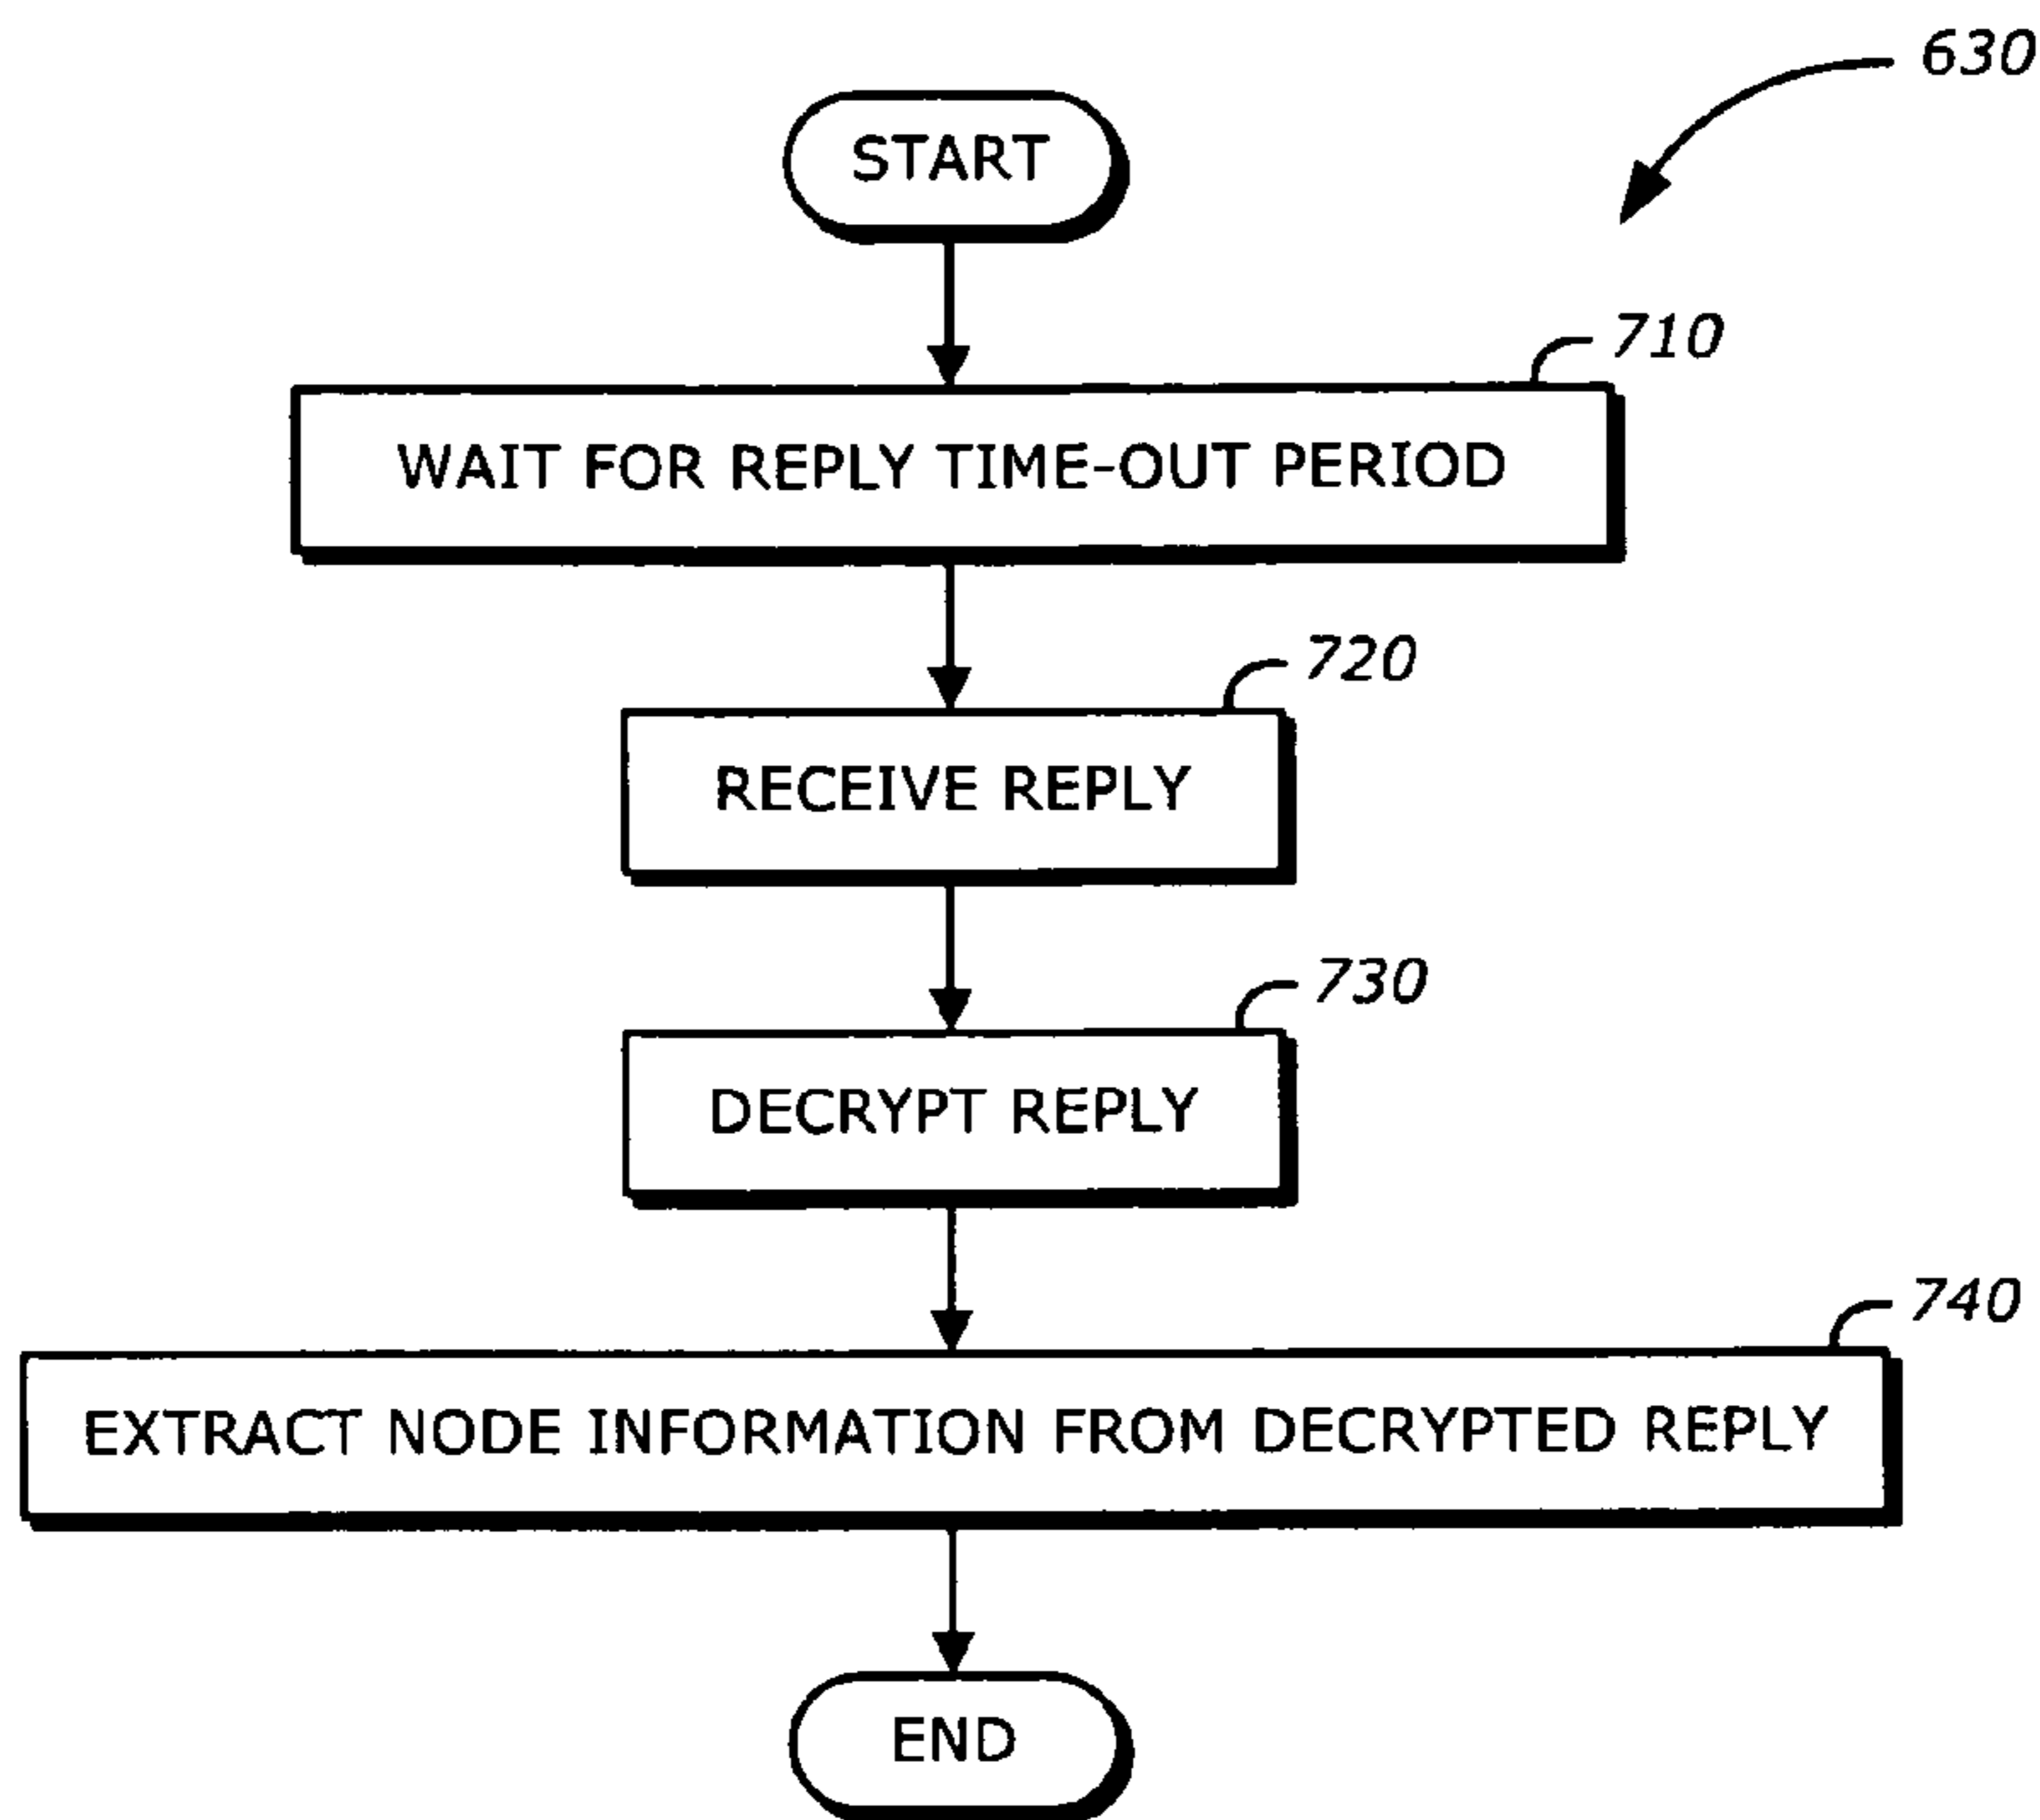 630
START
710
WAIT FOR REPLY TIME-OUT PERIOD
720
RECEIVE REPLY
730
DECRYPT REPLY
740
EXTRACT NODE INFORMATION FROM DECRYPTED REPLY
END